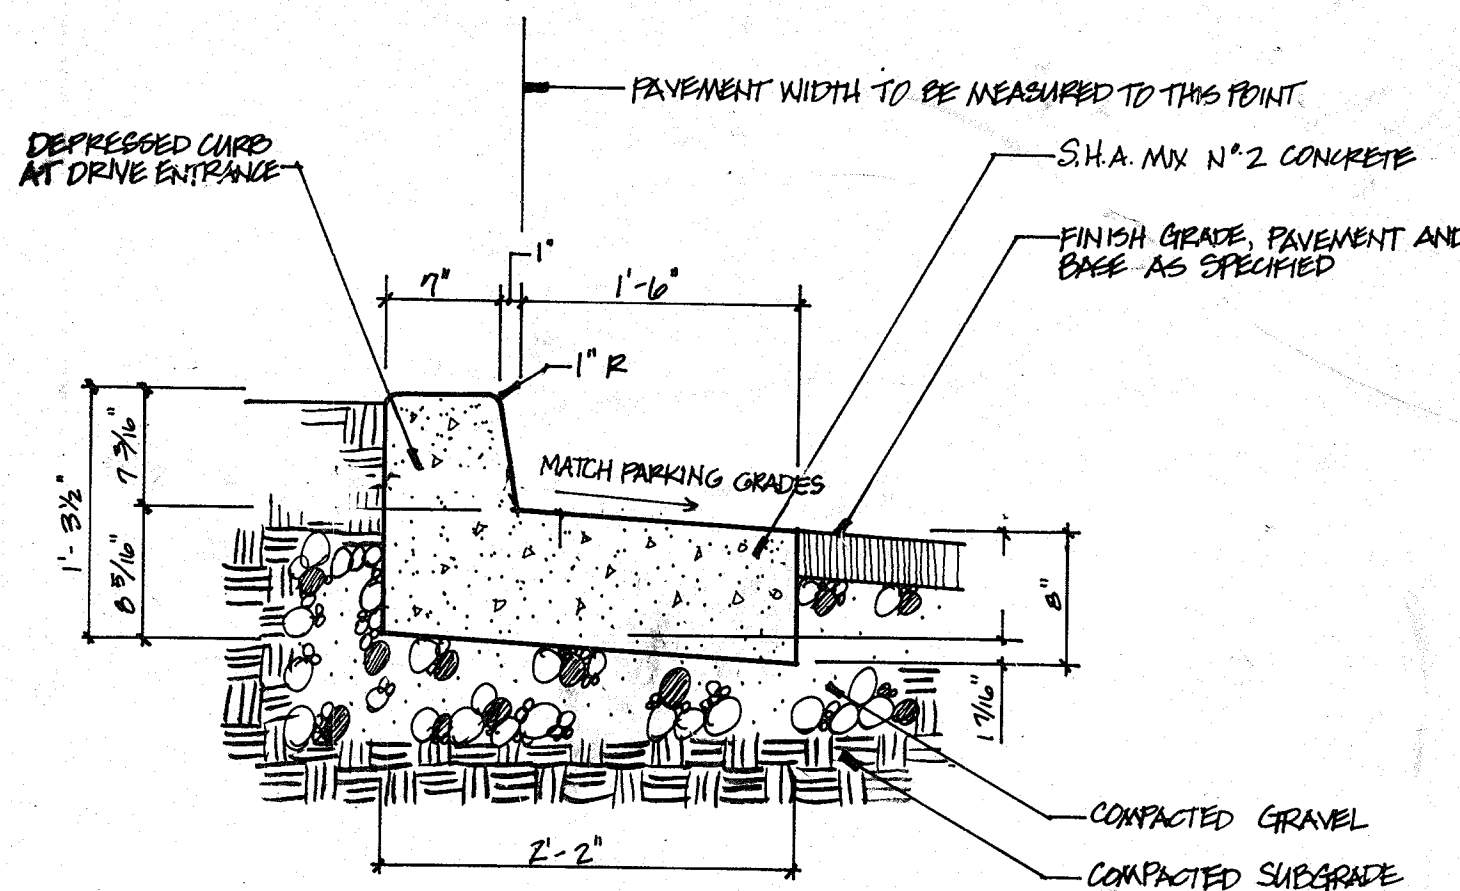 PAVEMENT WIDTH TO BE MEASURED TO THIS POINT
DEPRESSED CURB
AT DRIVE ENTRANCE
S.H.A. MIX Nº 2 CONCRETE
FINISH GRADE, PAVEMENT AND
BASE AS SPECIFIED
1"
7"
1'-6"
1" R
MATCH PARKING GRADES
1'- 3½"
7 3/16"
8 5/16"
8"
1 7/16"
2'-2"
COMPACTED GRAVEL
COMPACTED SUBGRADE